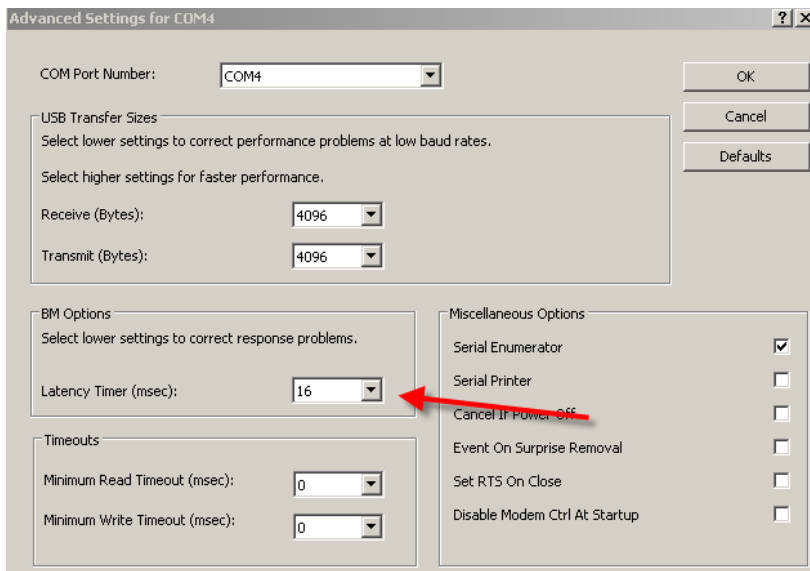 Advanced Settings for COM4
COM Port Number:
COM4
OK
Cancel
Defaults
USB Transfer Sizes
Select lower settings to correct performance problems at low baud rates.
Select higher settings for faster performance.
Receive (Bytes):
4096
Transmit (Bytes):
4096
BM Options
Select lower settings to correct response problems.
Latency Timer (msec):
16
Timeouts
Minimum Read Timeout (msec):
0
Minimum Write Timeout (msec):
0
Miscellaneous Options
Serial Enumerator
Serial Printer
Cancel If Power Off
Event On Surprise Removal
Set RTS On Close
Disable Modem Ctrl At Startup